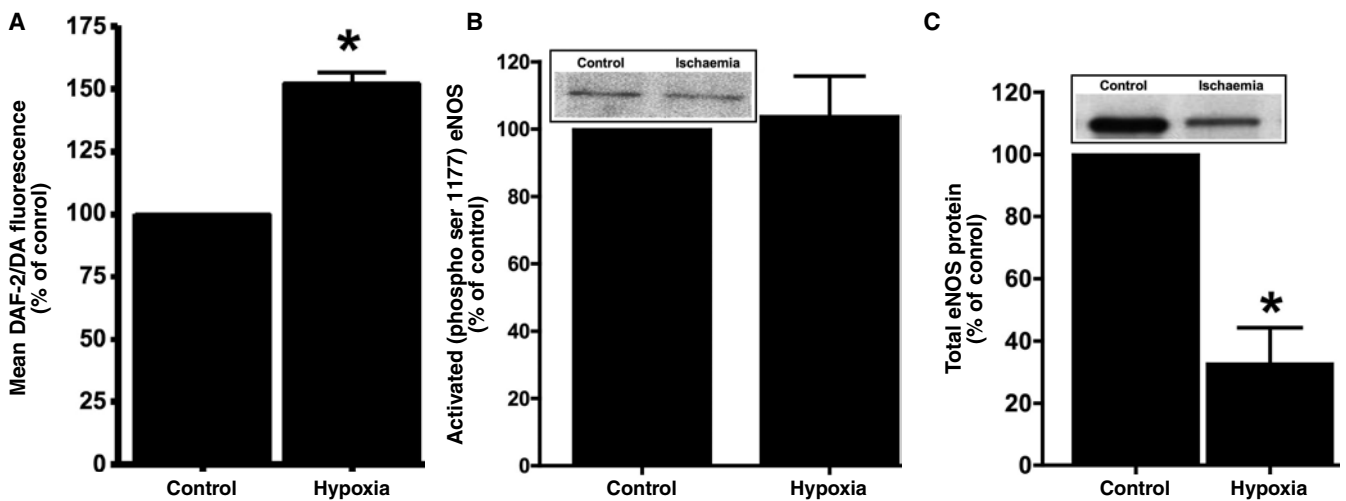 A
Mean DAF-2/DA fluorescence
(% of conrol)
175
150
125
100
75
50
25
0
*
Control Hypoxia
B
Activated (phospho ser 1177) eNOS
(% of control)
120
100
80
60
40
20
0
Control Ischaemia
Control Hypoxia
C
Total eNOS protein
(% of conrol)
120
100
80
60
40
20
0
Control Ischaemia
*
Control Hypoxia